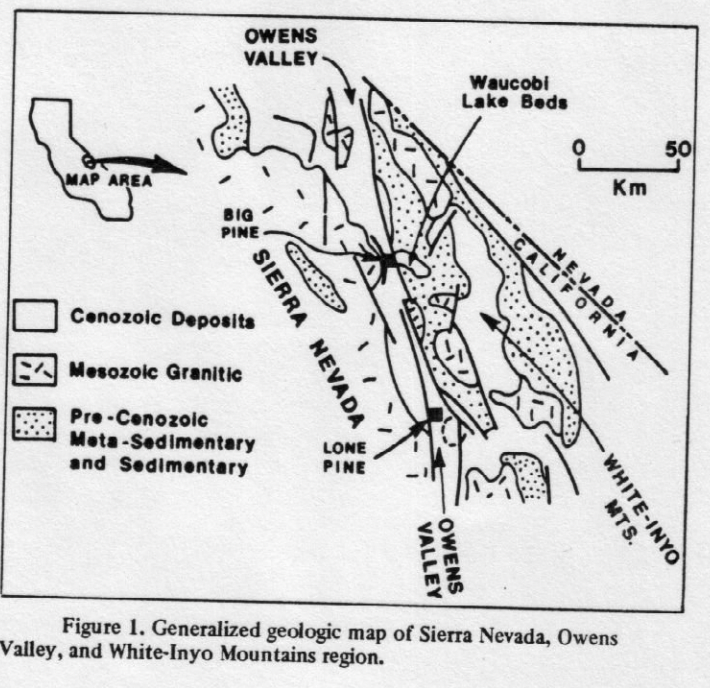 OWENS
VALLEY
Waucobi
Lake Beds
0 50
Km
MAP AREA
BIG
PINE
SIERRA NEVADA
NEVADA
CALIFORNIA
Cenozoic Deposits
Mesozoic Granitic
Pre-Cenozoic
Meta-Sedimentary
and Sedimentary
LONE
PINE
WHITE-INYO
MTS.
OWENS
VALLEY
Figure 1. Generalized geologic map of Sierra Nevada, Owens
Valley, and White-Inyo Mountains region.